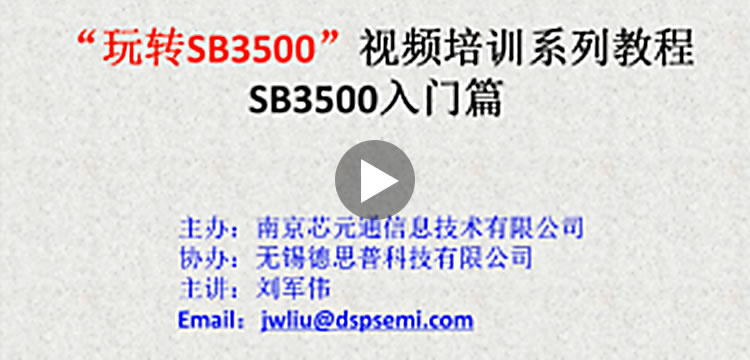 “玩转SB3500”视频培训系列教程
SB3500入门篇
主办：南京芯元通信息技术有限公司
协办：无锡德思普科技有限公司
主讲：刘军伟
Email：jwliu@dspsemi.com